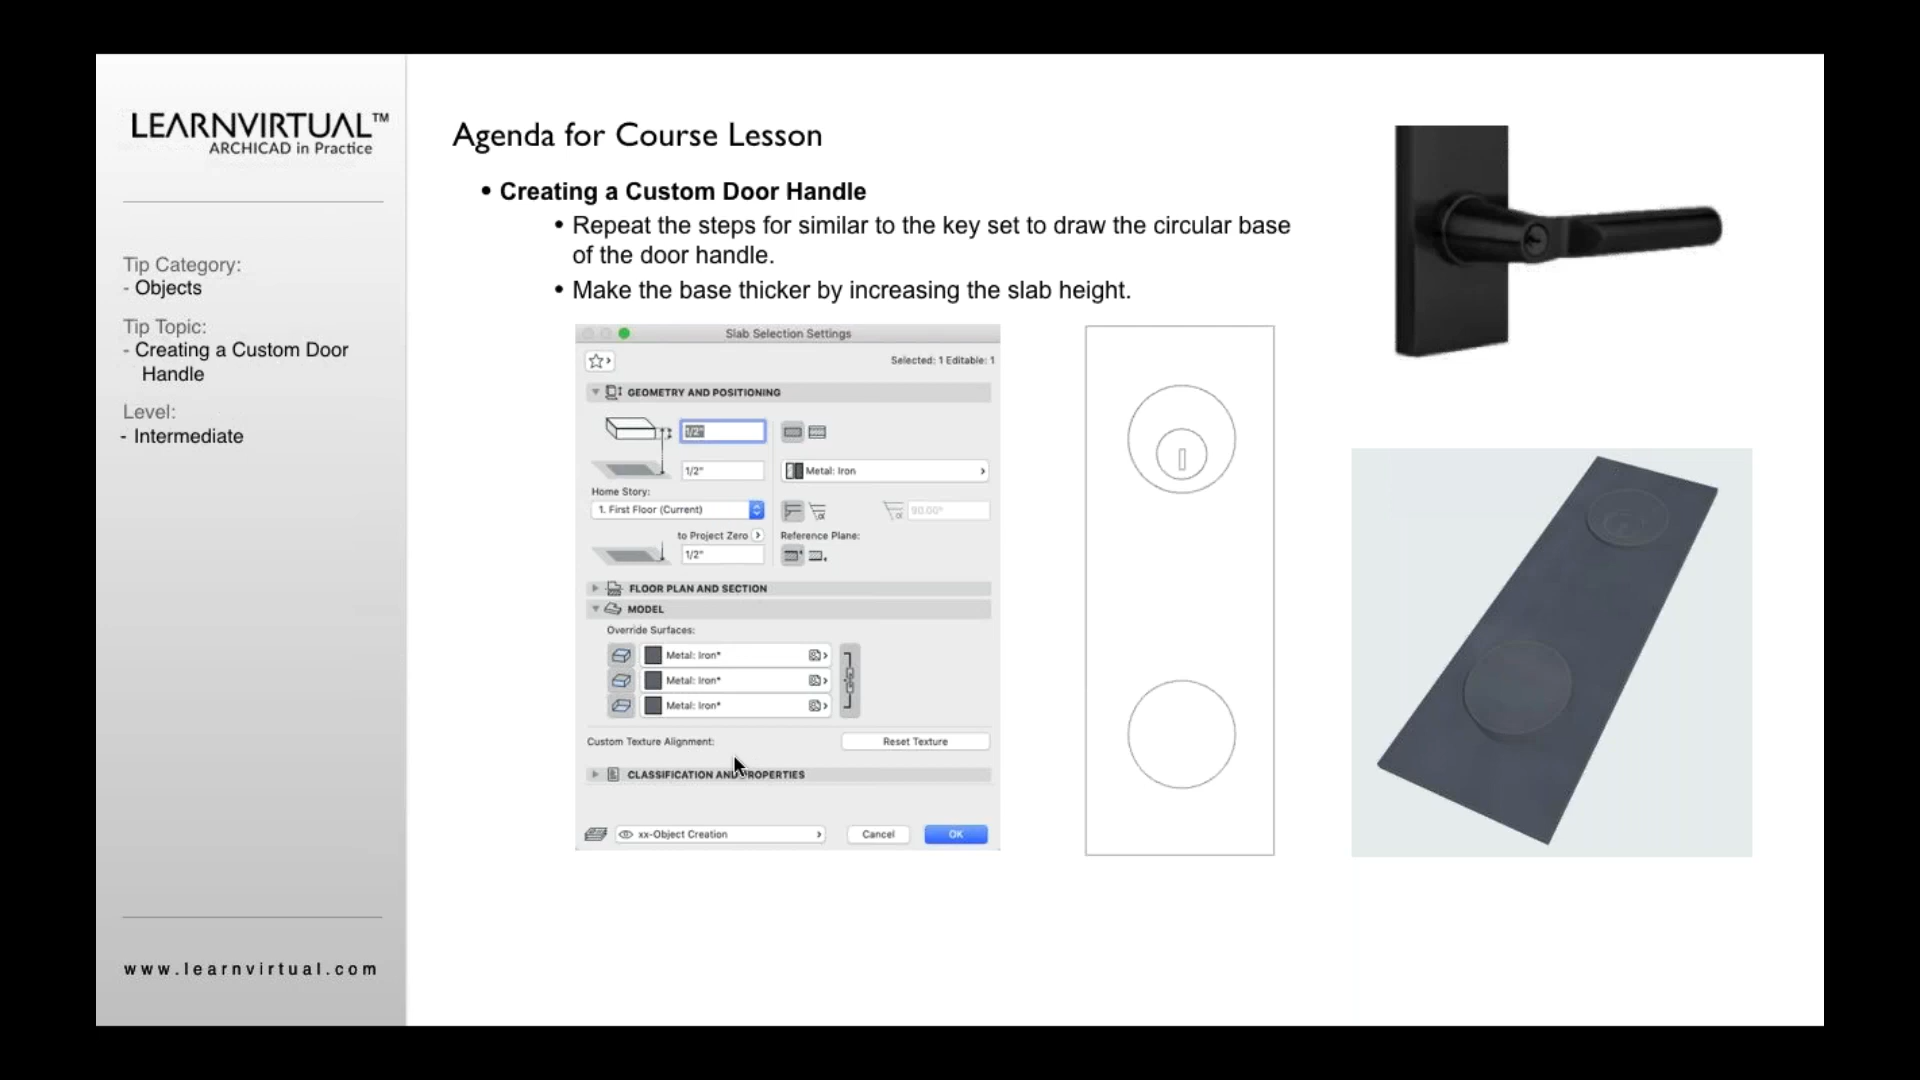 LEARNVIRTUAL™
ARCHICAD in Practice
Tip Category:
- Objects
Tip Topic:
- Creating a Custom Door
Handle
Level:
- Intermediate
www.learnvirtual.com
Agenda for Course Lesson
• Creating a Custom Door Handle
• Repeat the steps for similar to the key set to draw the circular base
of the door handle.
• Make the base thicker by increasing the slab height.
Slab Selection Settings
Selected: 1 Editable: 1
GEOMETRY AND POSITIONING
1/2"
1/2"
Metal: Iron
Home Story:
1. First Floor (Current)
90.00°
to Project Zero
Reference Plane:
1/2"
FLOOR PLAN AND SECTION
MODEL
Override Surfaces:
Metal: Iron*
Metal: Iron*
Metal: Iron*
Custom Texture Alignment:
Reset Texture
CLASSIFICATION AND PROPERTIES
xx-Object Creation
Cancel
OK